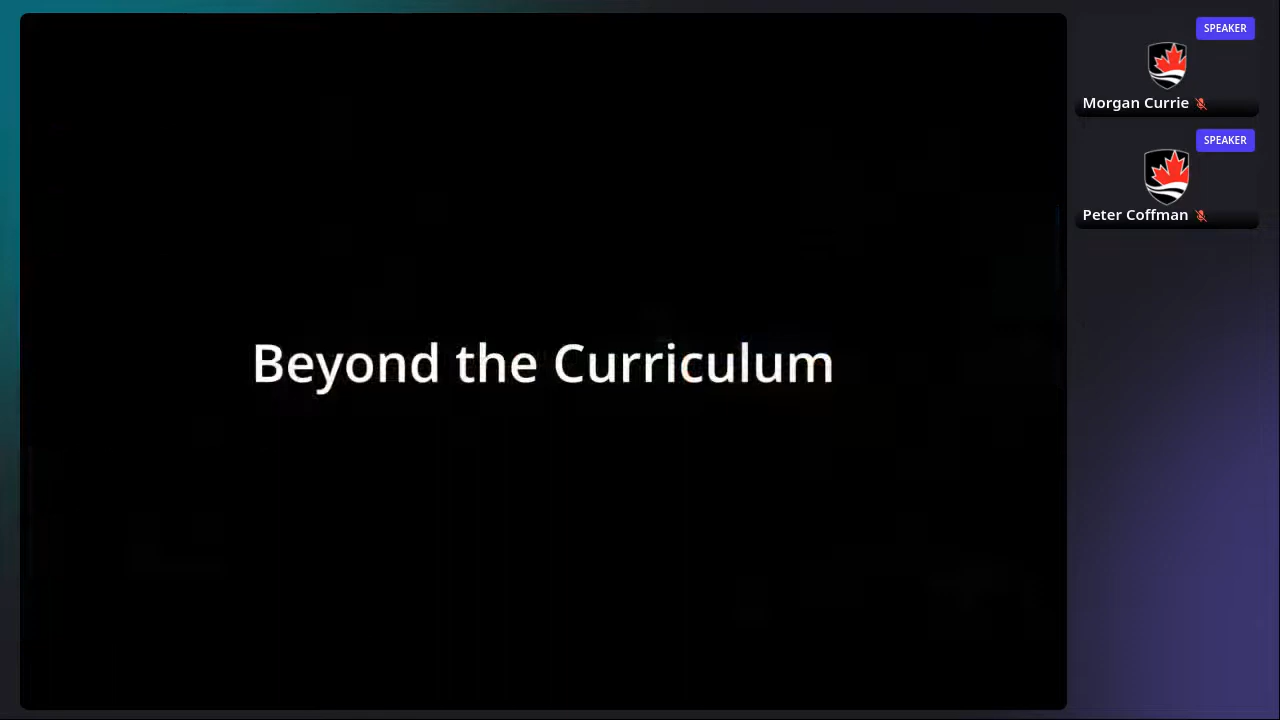 Beyond the Curriculum
SPEAKER
Morgan Currie
SPEAKER
Peter Coffman